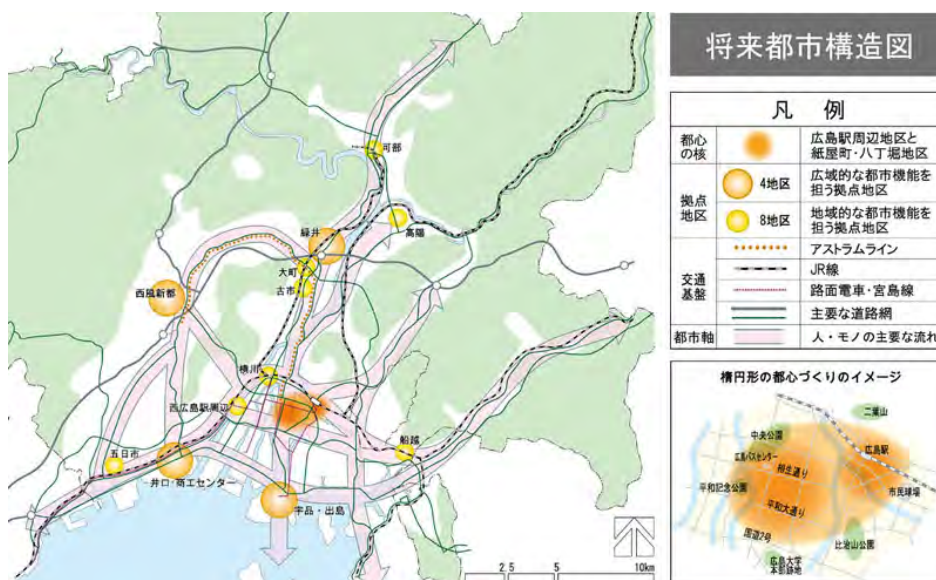 将来都市構造図
凡 例
都心の核
広島駅周辺地区と
紙屋町・八丁堀地区
拠点地区
4地区
広域的な都市機能を
担う拠点地区
8地区
地域的な都市機能を
担う拠点地区
交通基盤
アストラムライン
JR線
路面電車・宮島線
主要な道路網
都市軸
人・モノの主要な流れ
可部
高陽
緑井
大町
古市
西風新都
横川
西広島駅周辺
船越
五日市
井口・商工センター
宇品・出島
2.5 5 10km
楕円形の都心づくりのイメージ
二葉山
中央公園
広島駅
広島バスセンター
相生通り
市民球場
平和記念公園
平和大通り
国道2号
比治山公園
広島大学
本部跡地